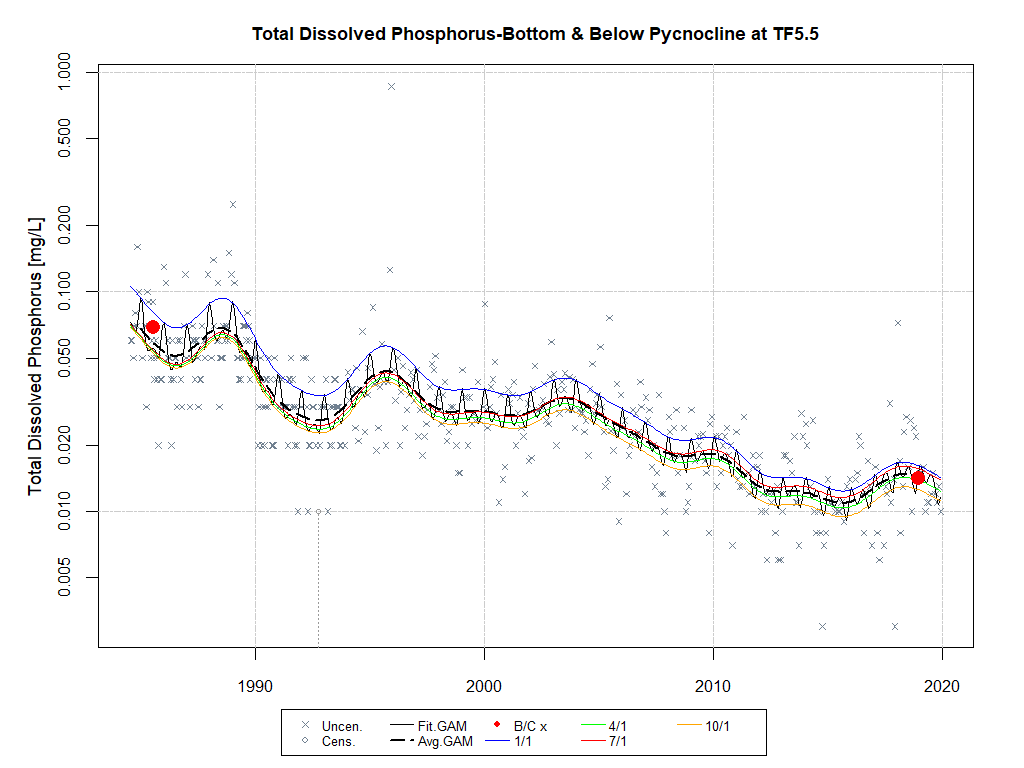 Total Dissolved Phosphorus-Bottom & Below Pycnocline at TF5.5
Total Dissolved Phosphorus [mg/L]
1.000
0.500
0.200
0.100
0.050
0.020
0.010
0.005
1990 2000 2010 2020
Uncen. Fit.GAM B/C x 4/1 10/1
Cens. Avg.GAM 1/1 7/1